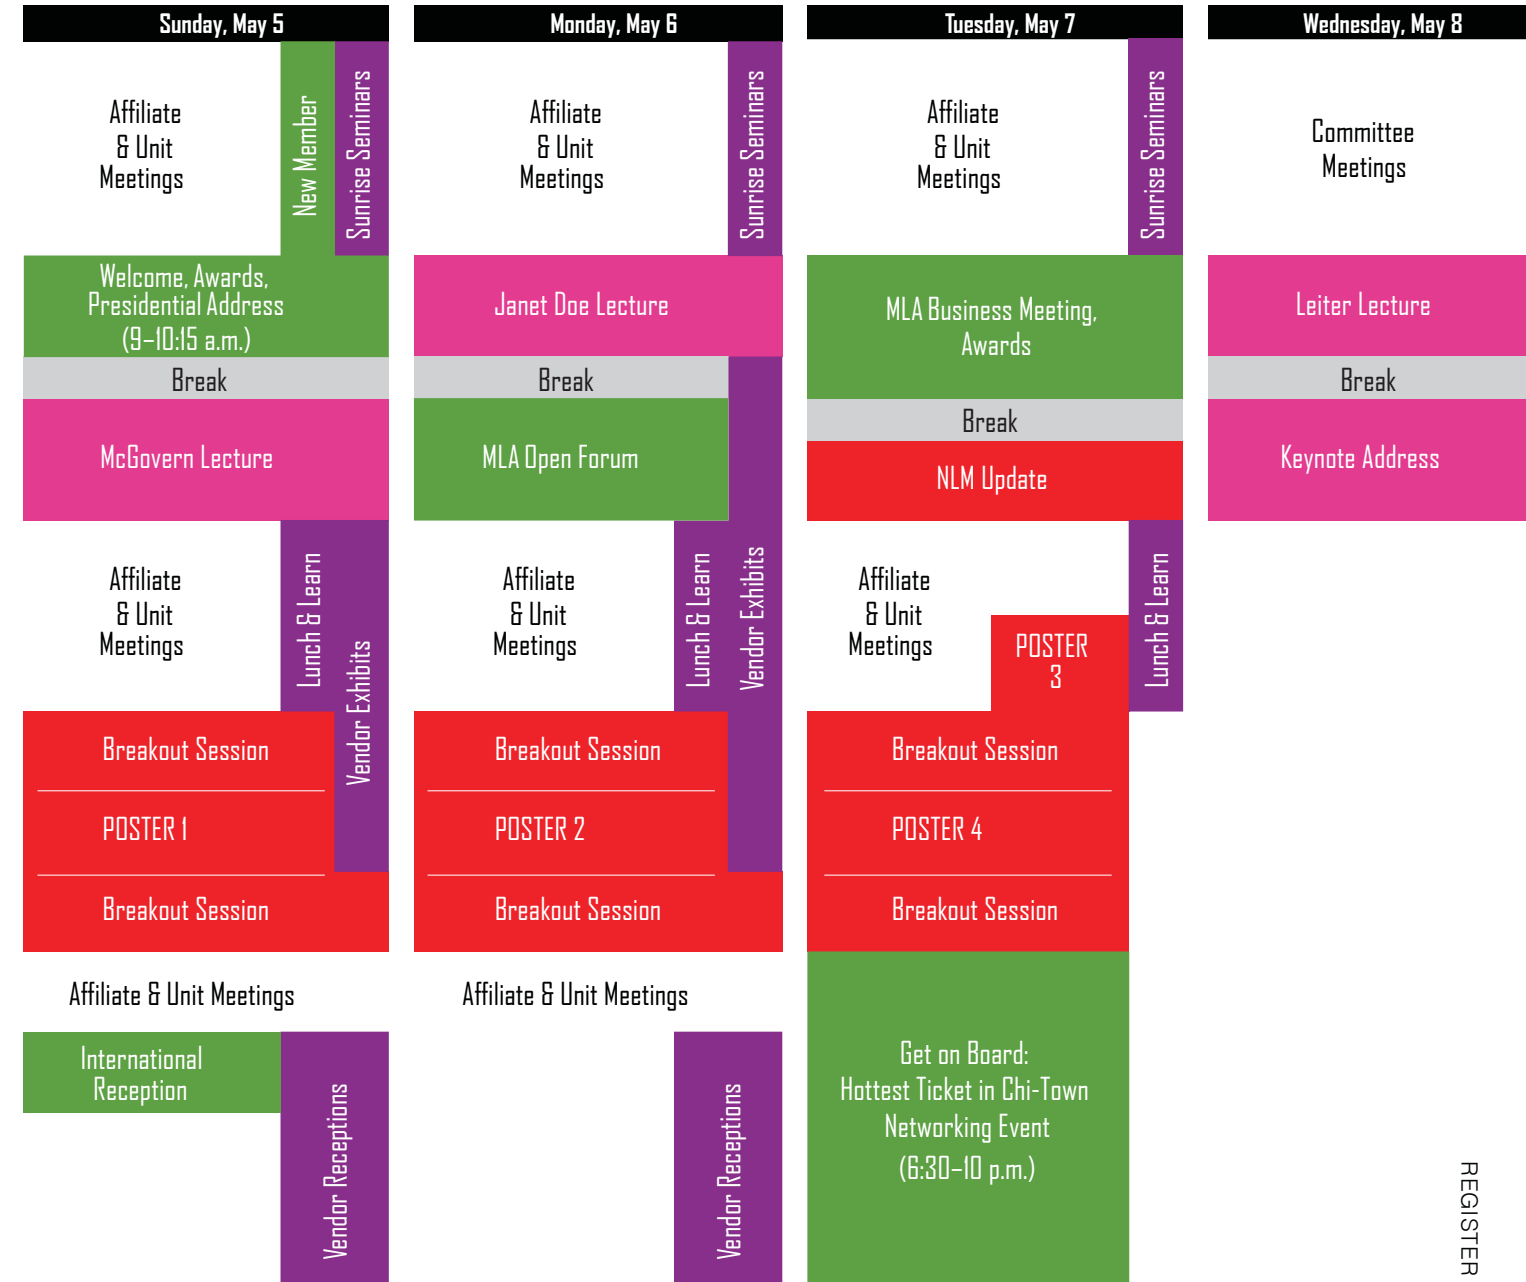 Sunday, May 5
Affiliate
& Unit
Meetings
New Member
Sunrise Seminars
Welcome, Awards,
Presidential Address
(9–10:15 a.m.)
Break
McGovern Lecture
Affiliate
& Unit
Meetings
Lunch & Learn
Vendor Exhibits
Breakout Session
POSTER 1
Breakout Session
Affiliate & Unit Meetings
International
Reception
Vendor Receptions
Monday, May 6
Affiliate
& Unit
Meetings
Sunrise Seminars
Janet Doe Lecture
Break
MLA Open Forum
Affiliate
& Unit
Meetings
Lunch & Learn
Vendor Exhibits
Breakout Session
POSTER 2
Breakout Session
Affiliate & Unit Meetings
Vendor Receptions
Tuesday, May 7
Affiliate
& Unit
Meetings
Sunrise Seminars
MLA Business Meeting,
Awards
Break
NLM Update
Affiliate
& Unit
Meetings
POSTER
3
Lunch & Learn
Breakout Session
POSTER 4
Breakout Session
Get on Board:
Hottest Ticket in Chi-Town
Networking Event
(6:30–10 p.m.)
Wednesday, May 8
Committee
Meetings
Leiter Lecture
Break
Keynote Address
REGISTER